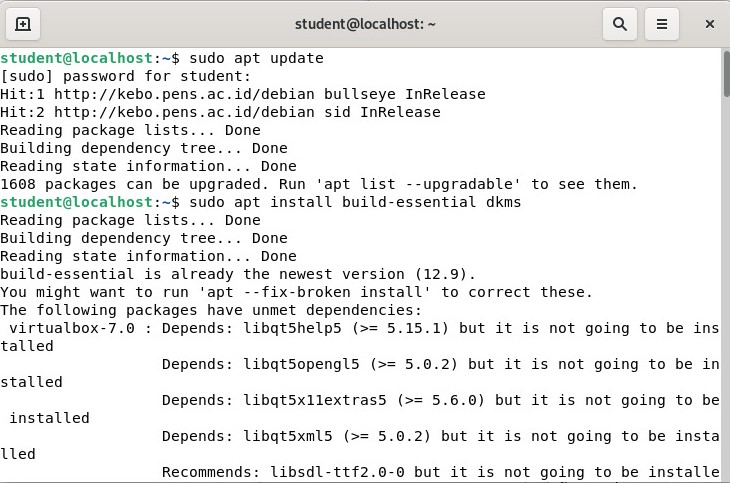 student@localhost: ~
student@localhost:~$ sudo apt update
[sudo] password for student:
Hit:1 http://kebo.pens.ac.id/debian bullseye InRelease
Hit:2 http://kebo.pens.ac.id/debian sid InRelease
Reading package lists... Done
Building dependency tree... Done
Reading state information... Done
1608 packages can be upgraded. Run 'apt list --upgradable' to see them.
student@localhost:~$ sudo apt install build-essential dkms
Reading package lists... Done
Building dependency tree... Done
Reading state information... Done
build-essential is already the newest version (12.9).
You might want to run 'apt --fix-broken install' to correct these.
The following packages have unmet dependencies:
 virtualbox-7.0 : Depends: libqt5help5 (>= 5.15.1) but it is not going to be ins
talled
                  Depends: libqt5opengl5 (>= 5.0.2) but it is not going to be in
stalled
                  Depends: libqt5x11extras5 (>= 5.6.0) but it is not going to be
 installed
                  Depends: libqt5xml5 (>= 5.0.2) but it is not going to be insta
lled
                  Recommends: libsdl-ttf2.0-0 but it is not going to be installe